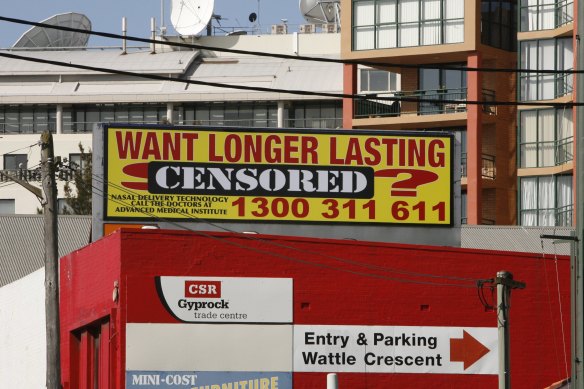 WANT LONGER LASTING
CENSORED ?
NASAL DELIVERY TECHNOLOGY
CALL THE DOCTORS AT
ADVANCED MEDICAL INSTITUTE
1300 311 611
CSR
Gyprock
trade centre
Entry & Parking
Wattle Crescent
MINI-COST
FURNITURE